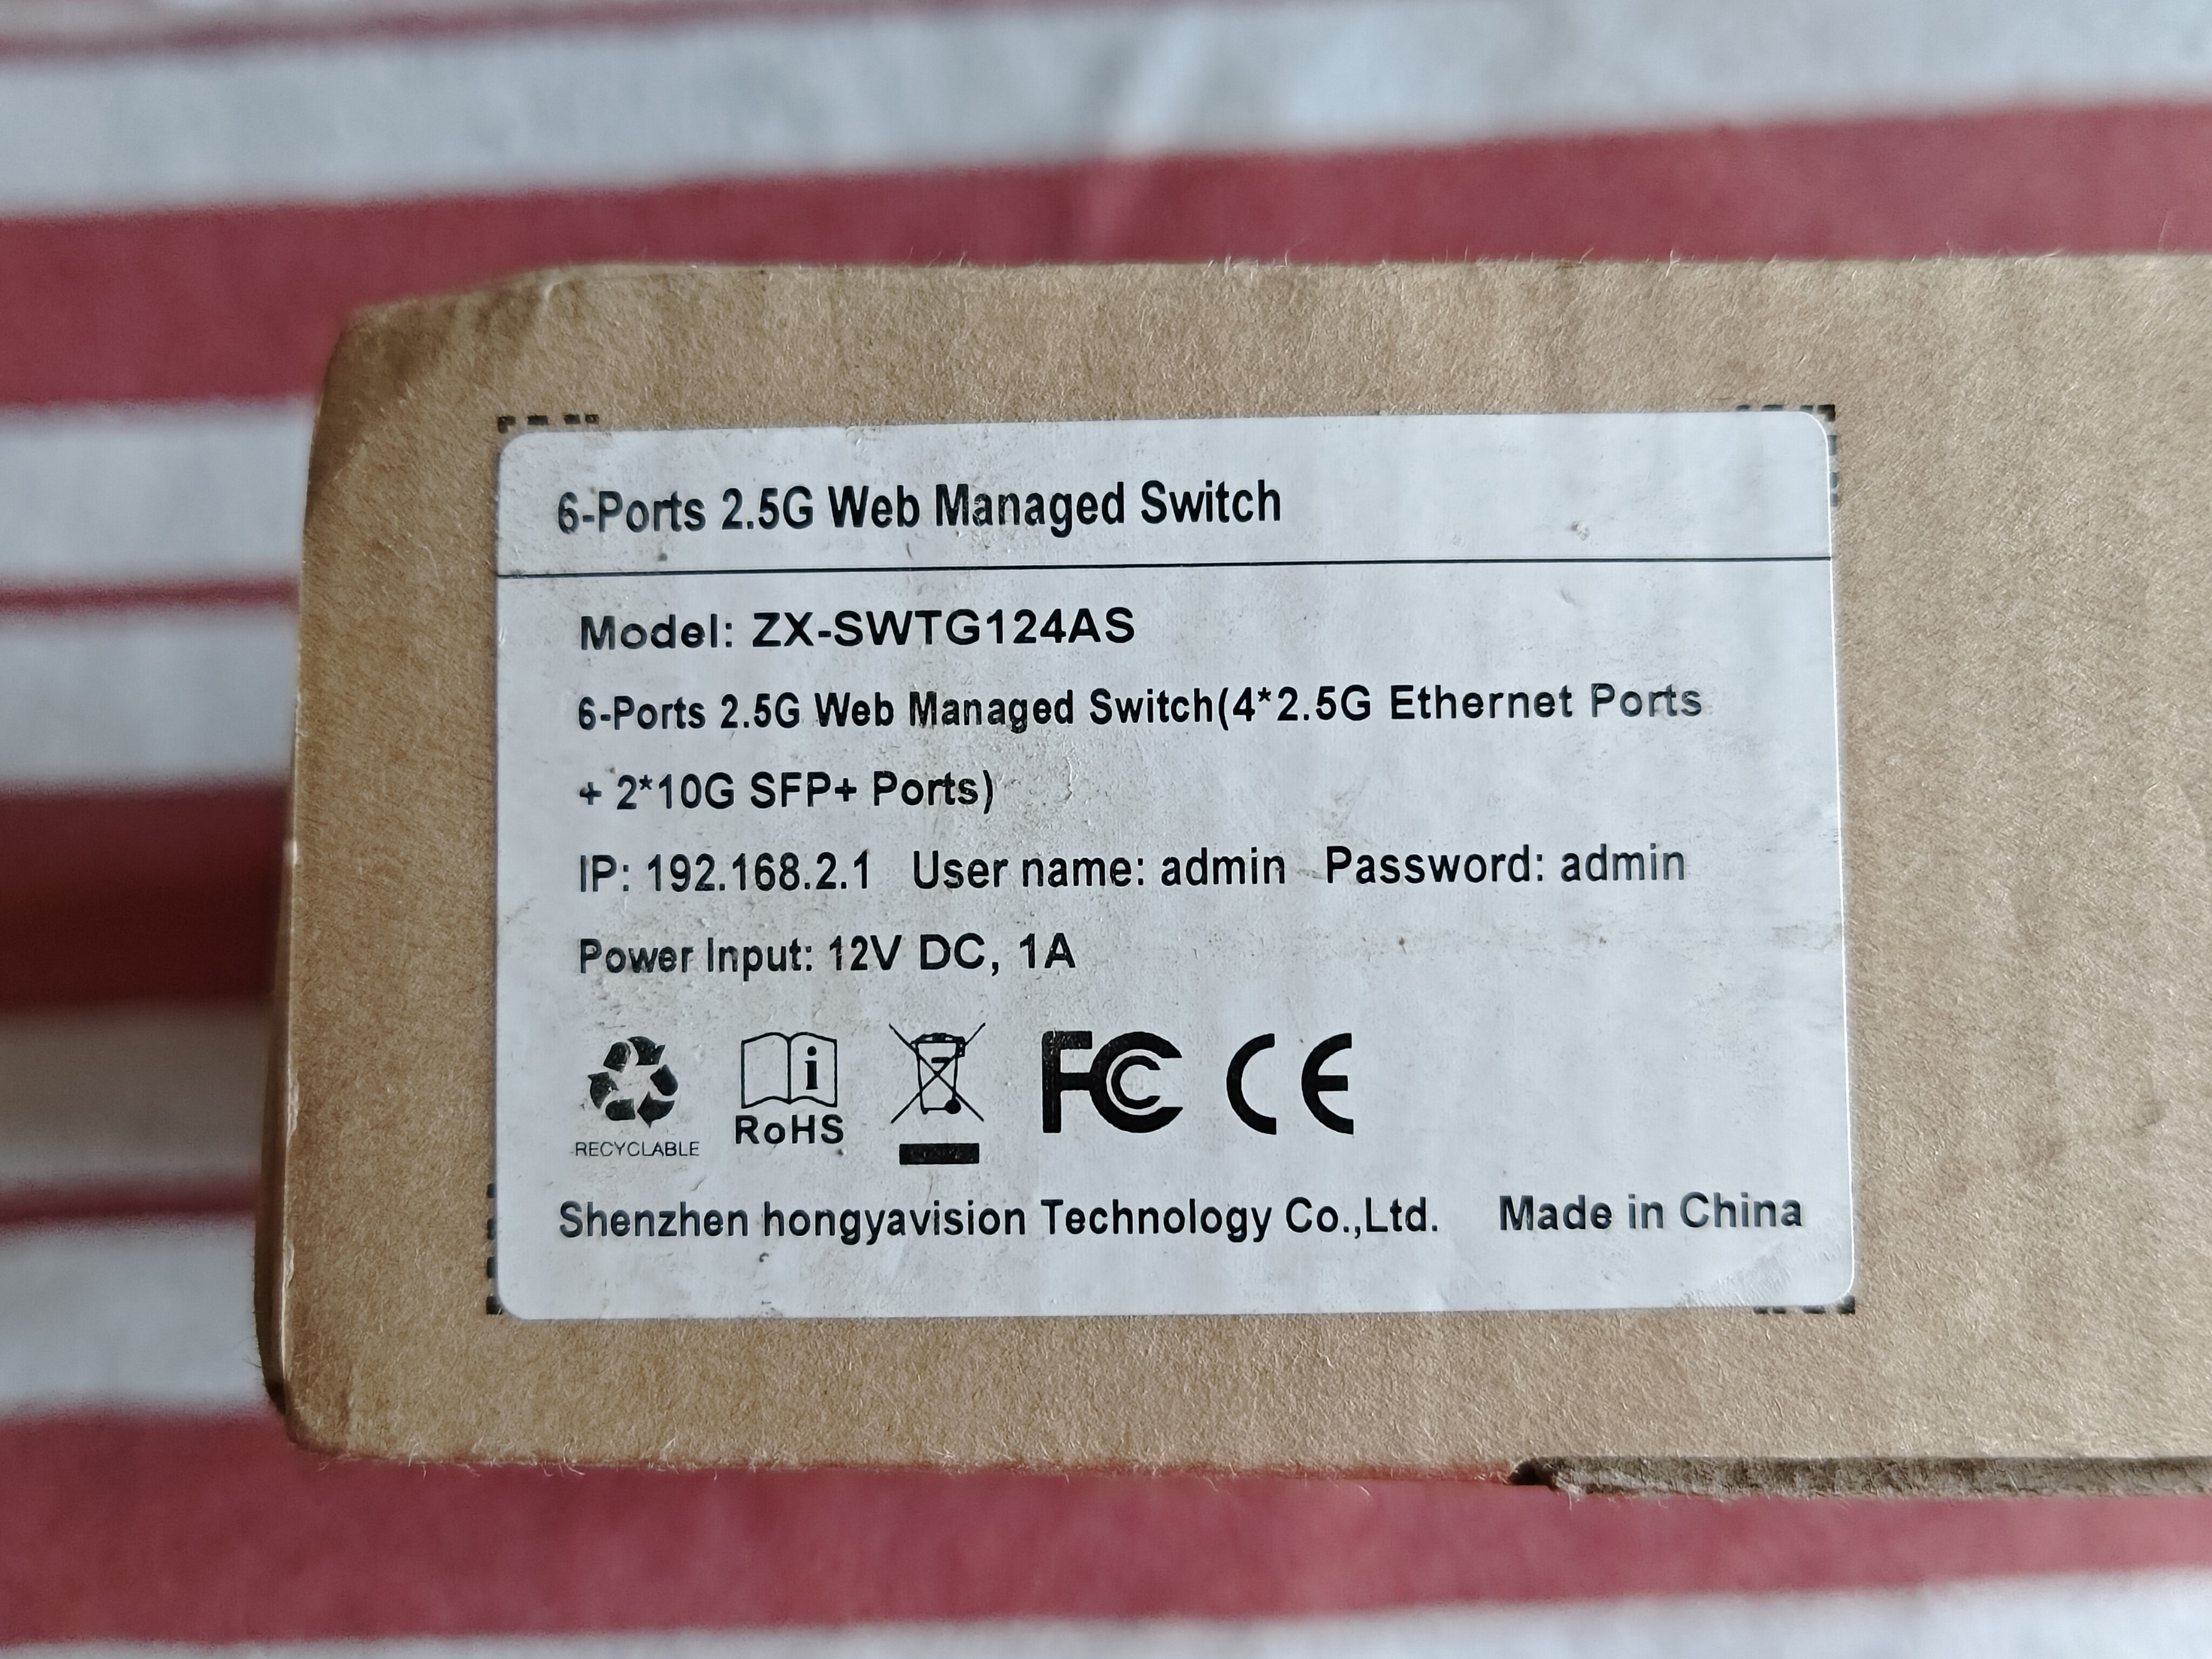 6-Ports 2.5G Web Managed Switch
Model: ZX-SWTG124AS
6-Ports 2.5G Web Managed Switch(4*2.5G Ethernet Ports
+ 2*10G SFP+ Ports)
IP: 192.168.2.1 User name: admin Password: admin
Power Input: 12V DC, 1A
i
RoHS
FC CE
RECYCLABLE
Shenzhen hongyavision Technology Co.,Ltd. Made in China